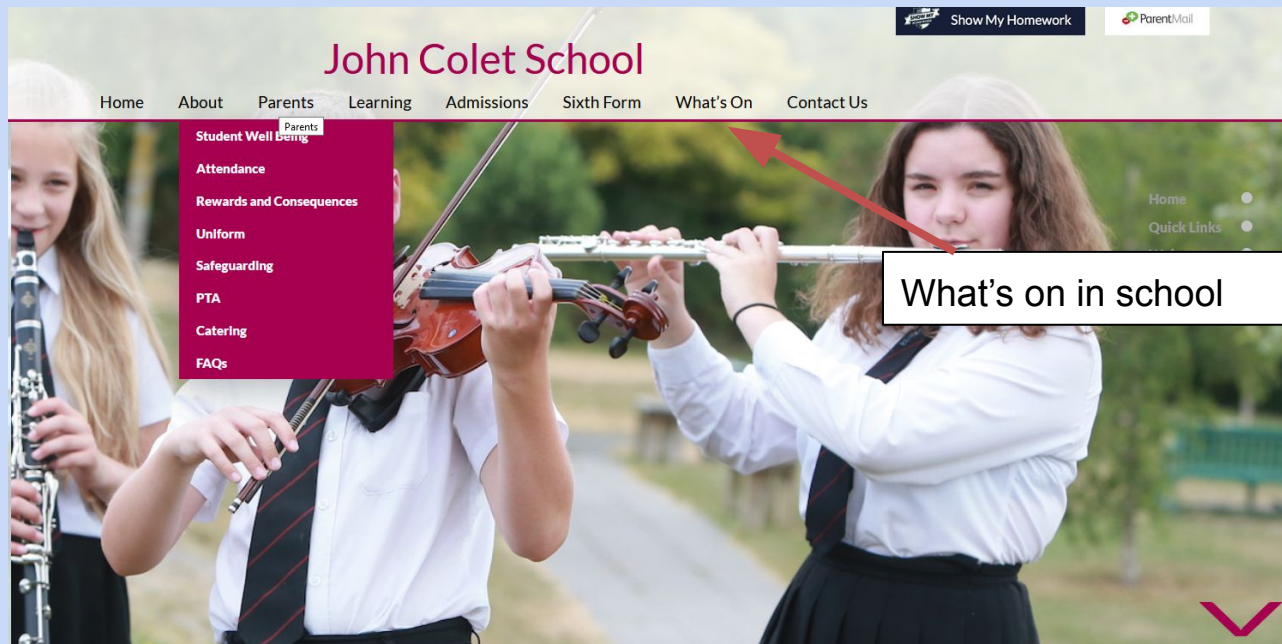 Show My Homework
ParentMail
John Colet School
Home About Parents Learning Admissions Sixth Form What's On Contact Us
Parents
Student Well Being
Attendance
Rewards and Consequences
Uniform
Safeguarding
PTA
Catering
FAQs
Home
Quick Links
What's on in school